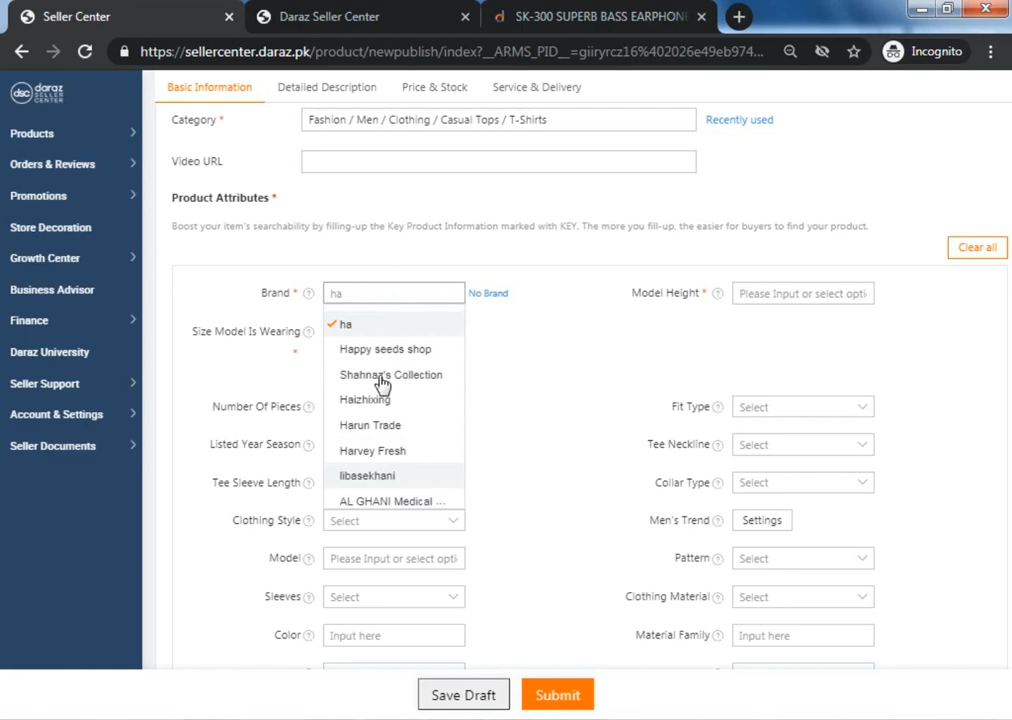 Seller Center
Daraz Seller Center
SK-300 SUPERB BASS EARPHONE
https://sellercenter.daraz.pk/product/newpublish/index?__ARMS_PID__=giiryrcz16%402026e49eb974...
Incognito
dsc daraz SELLER CENTER
Basic Information
Detailed Description
Price & Stock
Service & Delivery
Products
Orders & Reviews
Promotions
Store Decoration
Growth Center
Business Advisor
Finance
Daraz University
Seller Support
Account & Settings
Seller Documents
Category * Fashion / Men / Clothing / Casual Tops / T-Shirts Recently used
Video URL
Product Attributes *
Boost your item's searchability by filling-up the Key Product Information marked with KEY. The more you fill-up, the easier for buyers to find your product.
Clear all
Brand * ha No Brand
Model Height * Please Input or select opti
Size Model Is Wearing
*
ha
Happy seeds shop
Shahnaz's Collection
Haizhixing
Harun Trade
Harvey Fresh
libasekhani
AL GHANI Medical ...
Number Of Pieces
Fit Type Select
Listed Year Season
Tee Neckline Select
Tee Sleeve Length
Collar Type Select
Clothing Style Select
Men's Trend Settings
Model Please Input or select opti
Pattern Select
Sleeves Select
Clothing Material Select
Color Input here
Material Family Input here
Save Draft
Submit